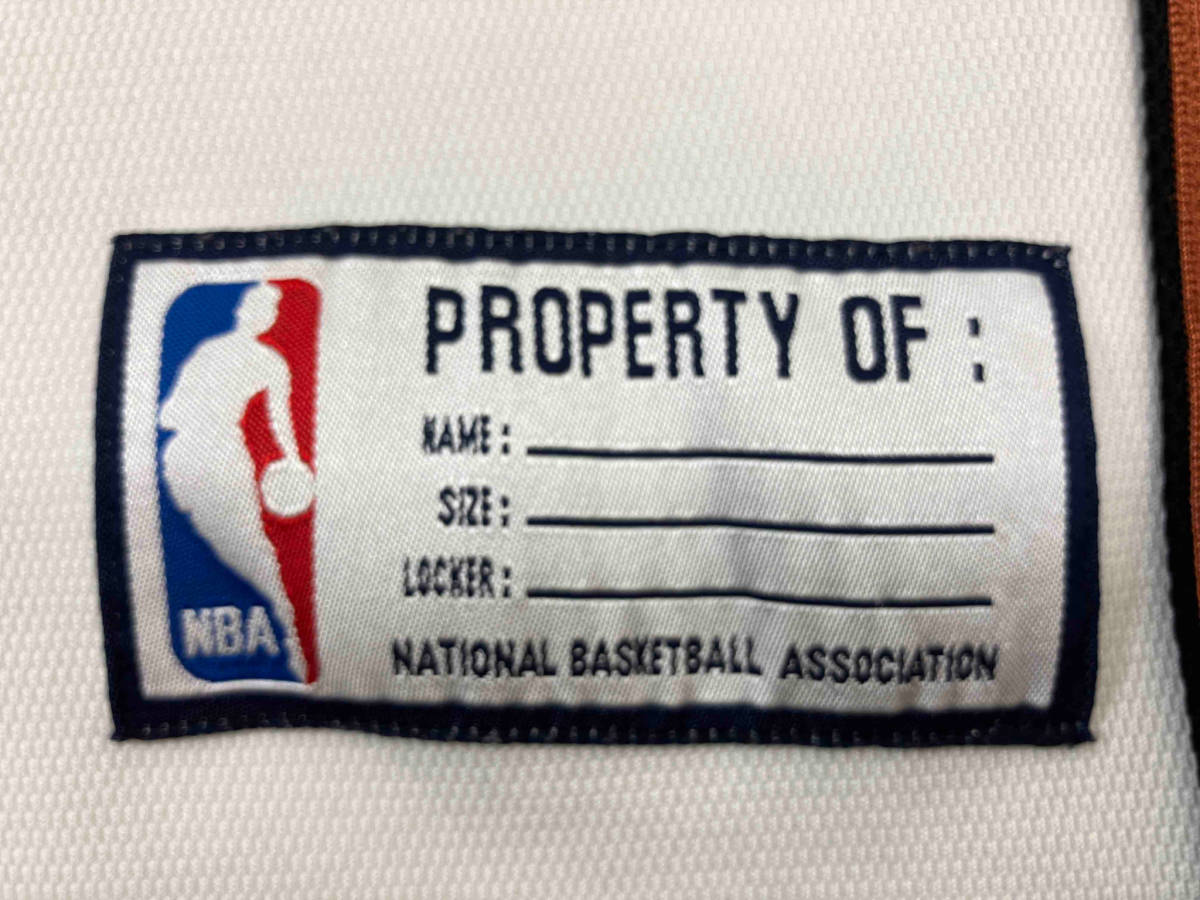 PROPERTY OF :
NAME :
SIZE :
LOCKER :
NBA
NATIONAL BASKETBALL ASSOCIATION